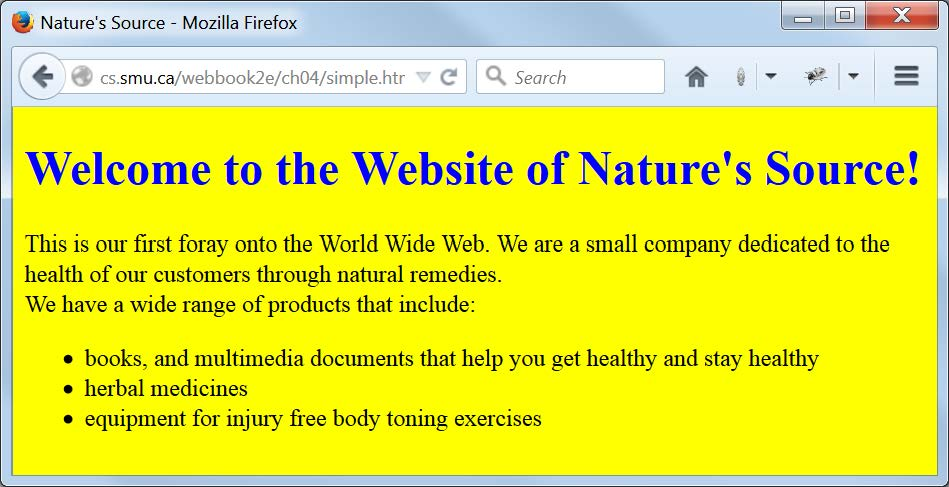 Nature's Source - Mozilla Firefox
cs.smu.ca/webbook2e/ch04/simple.htr
Search
Welcome to the Website of Nature's Source!
This is our first foray onto the World Wide Web. We are a small company dedicated to the
health of our customers through natural remedies.
We have a wide range of products that include:
books, and multimedia documents that help you get healthy and stay healthy
herbal medicines
equipment for injury free body toning exercises